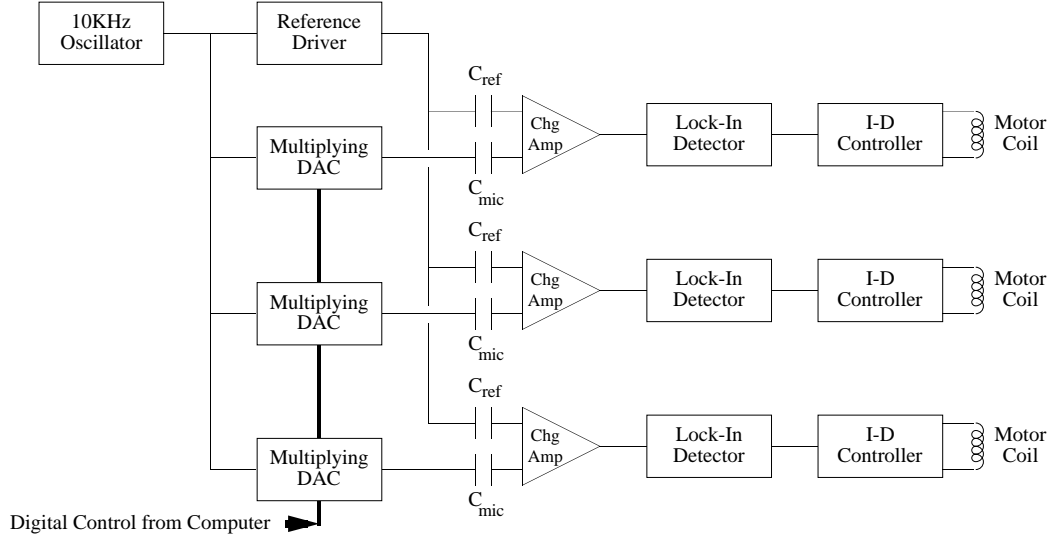 10KHz
Oscillator
Reference
Driver
C_ref
Chg
Amp
Lock-In
Detector
I-D
Controller
Motor
Coil
Multiplying
DAC
C_mic
C_ref
Chg
Amp
Lock-In
Detector
I-D
Controller
Motor
Coil
Multiplying
DAC
C_mic
C_ref
Chg
Amp
Lock-In
Detector
I-D
Controller
Motor
Coil
Multiplying
DAC
C_mic
Digital Control from Computer